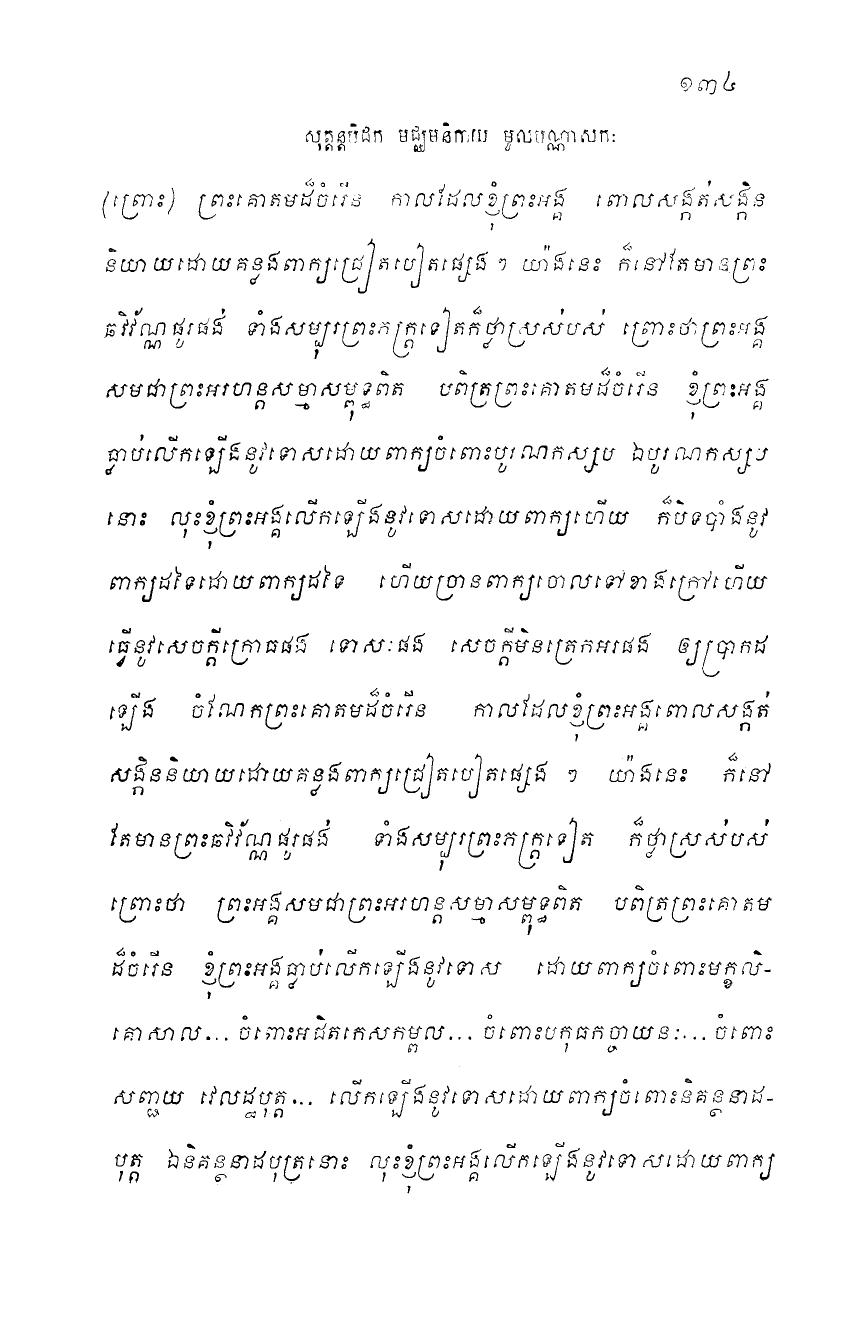 ១៣៤
សុត្តន្តបិដក មជ្ឈមនិកាយ មូលបណ្ណាសកៈ
(ព្រោះ) ព្រះគោតមដ៏ចំរើន កាលដែលខ្ញុំព្រះអង្គ ពោលសង្កត់សង្កិន
និយាយដោយគន្លងពាក្យជ្រៀតបៀតផ្សេង ៗ យ៉ាងនេះ ក៏នៅតែមានព្រះ
ឆវិវ័ណ្ណផូរផង់ ទាំងសម្បុរព្រះភក្ត្រទៀតក៏ថ្លាស្រស់បស់ ព្រោះថាព្រះអង្គ
សមជាព្រះអរហន្តសម្មាសម្ពុទ្ធពិត បពិត្រព្រះគោតមដ៏ចំរើន ខ្ញុំព្រះអង្គ
ធ្លាប់លើកឡើងនូវទោសដោយពាក្យចំពោះបូរណកស្សប ឯបូរណកស្សប
នោះ លុះខ្ញុំព្រះអង្គលើកឡើងនូវទោសដោយពាក្យហើយ ក៏បិទបាំងនូវ
ពាក្យដទៃដោយពាក្យដទៃ ហើយច្រានពាក្យចោលទៅខាងក្រៅហើយ
ធ្វើនូវសេចក្តីក្រោធផង ទោសៈផង សេចក្តីមិនត្រេកអរផង ឲ្យប្រាកដ
ឡើង ចំណែកព្រះគោតមដ៏ចំរើន កាលដែលខ្ញុំព្រះអង្គពោលសង្កត់
សង្កិននិយាយដោយគន្លងពាក្យជ្រៀតបៀតផ្សេង ៗ យ៉ាងនេះ ក៏នៅ
តែមានព្រះឆវិវ័ណ្ណផូរផង់ ទាំងសម្បុរព្រះភក្ត្រទៀត ក៏ថ្លាស្រស់បស់
ព្រោះថា ព្រះអង្គសមជាព្រះអរហន្តសម្មាសម្ពុទ្ធពិត បពិត្រព្រះគោតម
ដ៏ចំរើន ខ្ញុំព្រះអង្គធ្លាប់លើកឡើងនូវទោស ដោយពាក្យចំពោះមក្ខលិ-
គោសាល... ចំពោះអជិតកេសកម្ពល... ចំពោះបកុធកច្ចាយនៈ... ចំពោះ
សញ្ជយ វេលដ្ឋបុត្ត... លើកឡើងនូវទោសដោយពាក្យចំពោះនិគន្ថនាដ-
បុត្ត ឯនិគន្ថនាដបុត្រនោះ លុះខ្ញុំព្រះអង្គលើកឡើងនូវទោសដោយពាក្យ